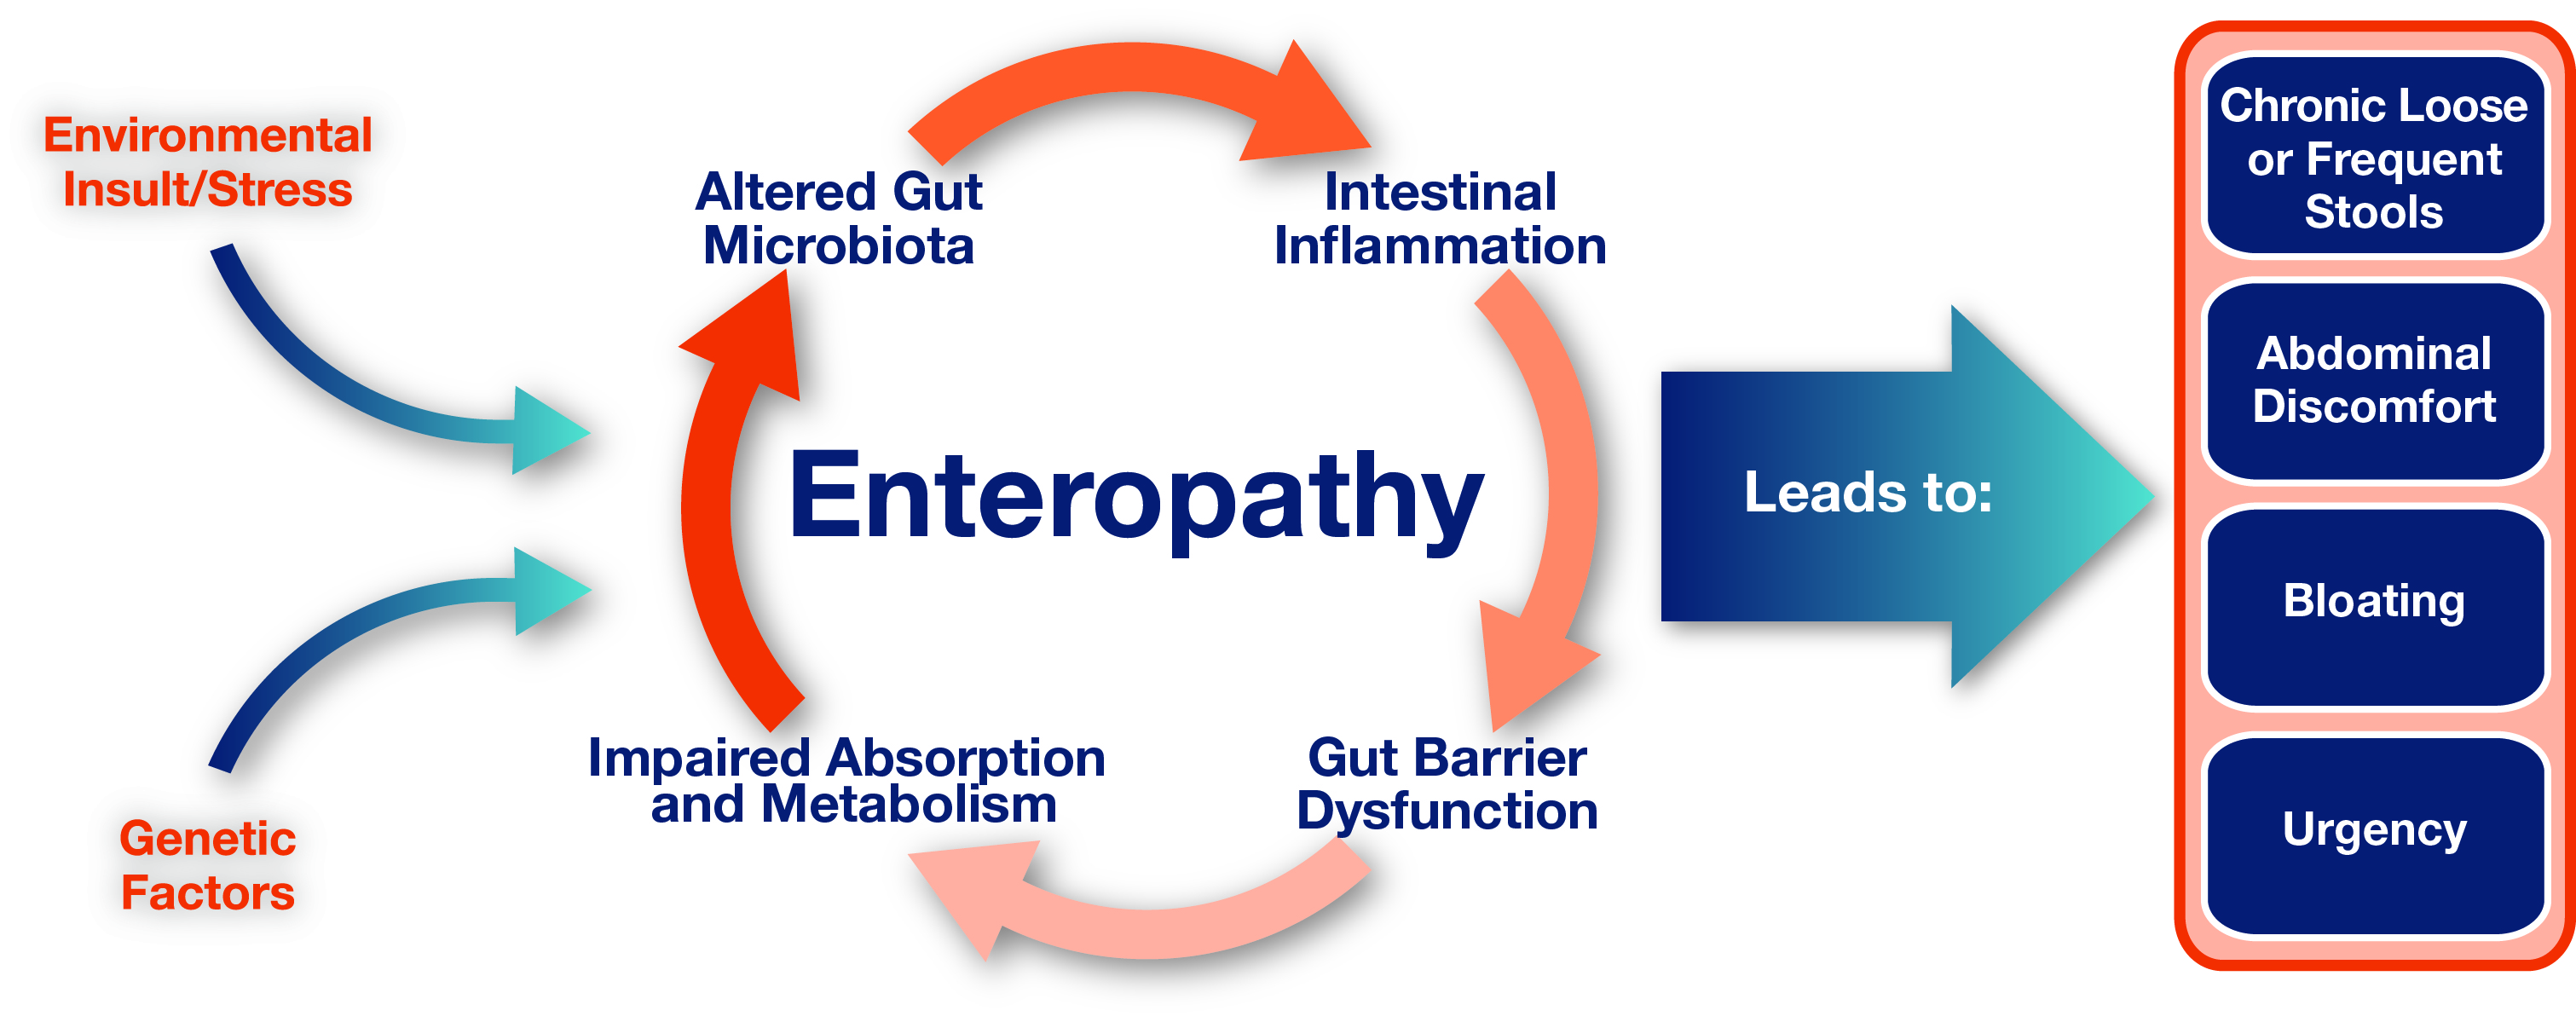 Environmental
Insult/Stress
Genetic
Factors
Altered Gut
Microbiota
Intestinal
Inflammation
Enteropathy
Impaired Absorption
and Metabolism
Gut Barrier
Dysfunction
Leads to:
Chronic Loose
or Frequent
Stools
Abdominal
Discomfort
Bloating
Urgency